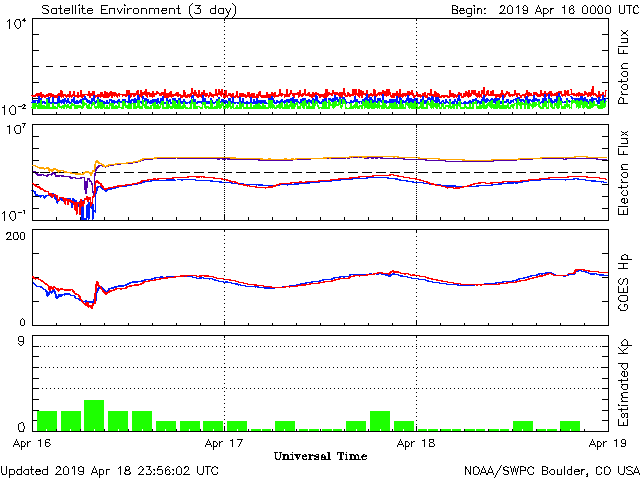 Satellite Environment (3 day) Begin: 2019 Apr 16 0000 UTC
10⁴
10⁻²
Proton Flux
10⁷
10⁻¹
Electron Flux
200
0
GOES Hp
9
0
Estimated Kp
Apr 16 Apr 17 Apr 18 Apr 19
Universal Time
Updated 2019 Apr 18 23:56:02 UTC NOAA/SWPC Boulder, CO USA